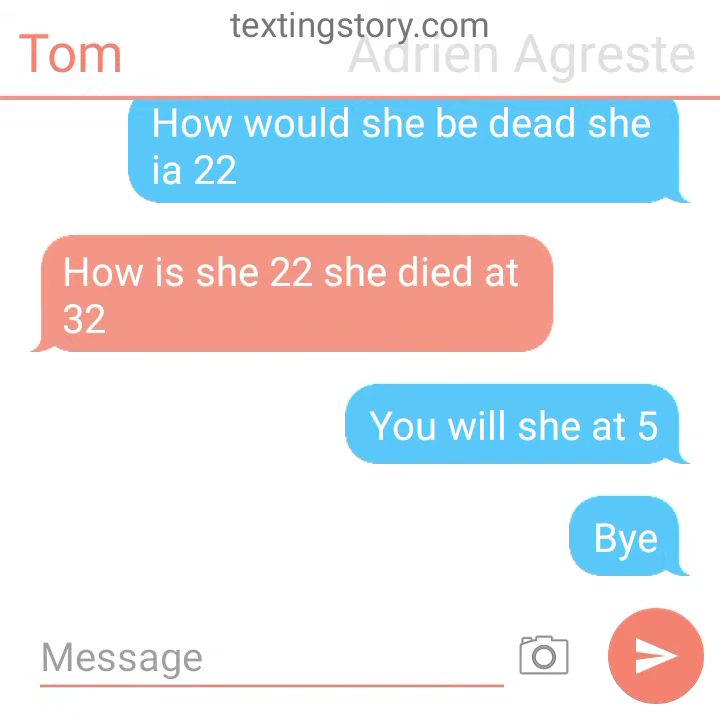 textingstory.com
Tom
Adrien Agreste
How would she be dead she
ia 22
How is she 22 she died at
32
You will she at 5
Bye
Message